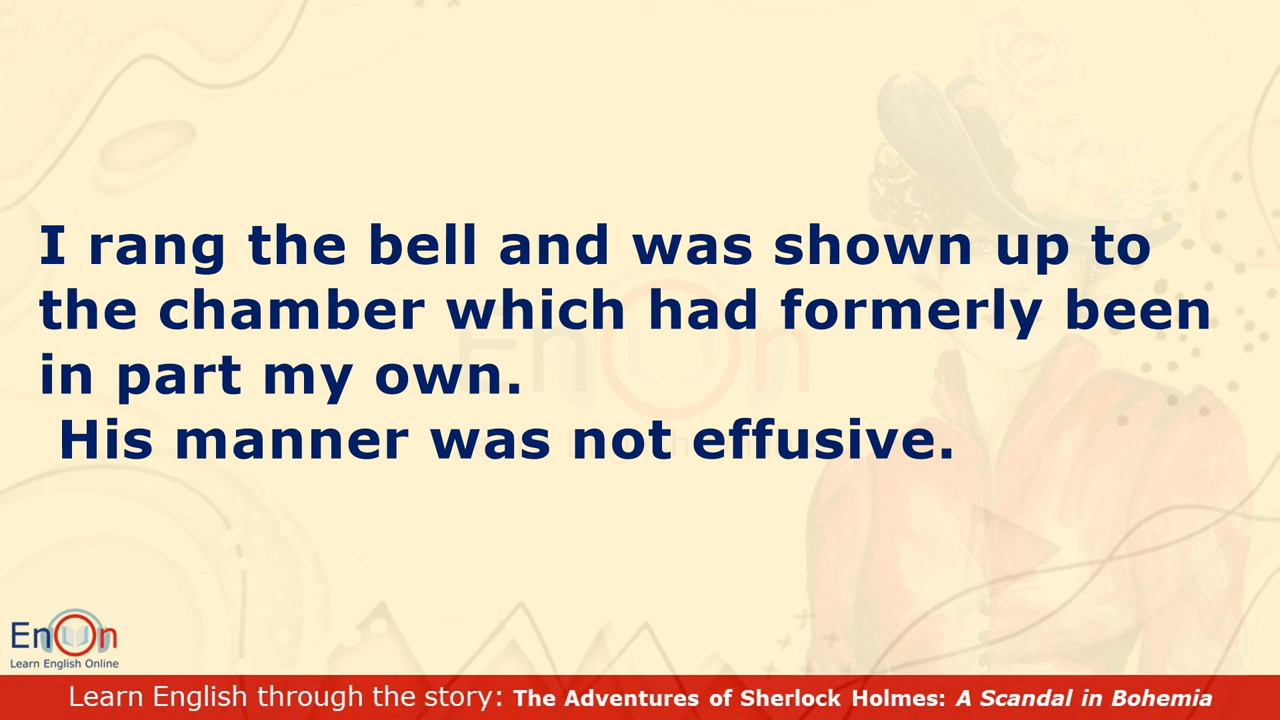 I rang the bell and was shown up to
the chamber which had formerly been
in part my own.
His manner was not effusive.
EnOn
Learn English Online
Learn English through the story: The Adventures of Sherlock Holmes: A Scandal in Bohemia